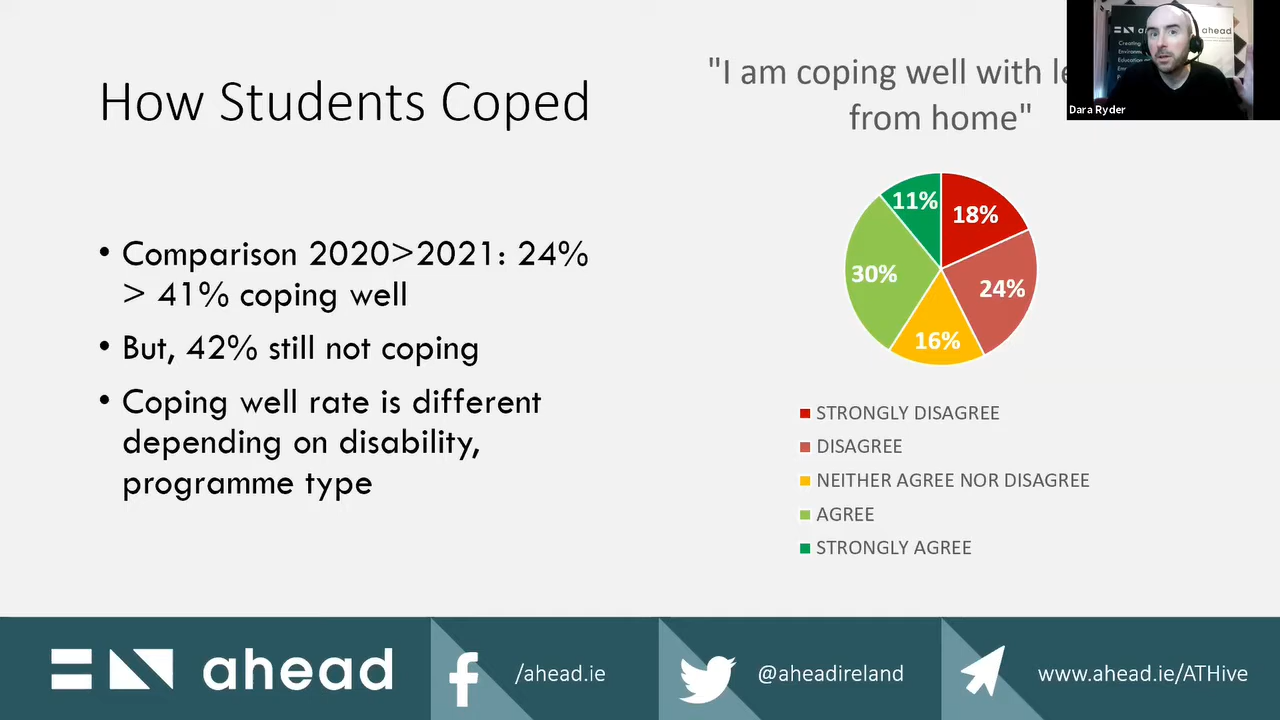 How Students Coped
• Comparison 2020>2021: 24%
> 41% coping well
• But, 42% still not coping
• Coping well rate is different
depending on disability,
programme type
"I am coping well with
from home"
11%
18%
30%
24%
16%
STRONGLY DISAGREE
DISAGREE
NEITHER AGREE NOR DISAGREE
AGREE
STRONGLY AGREE
ahead
Creating
Dara Ryder
ahead
/ahead.ie
@aheadireland
www.ahead.ie/ATHive